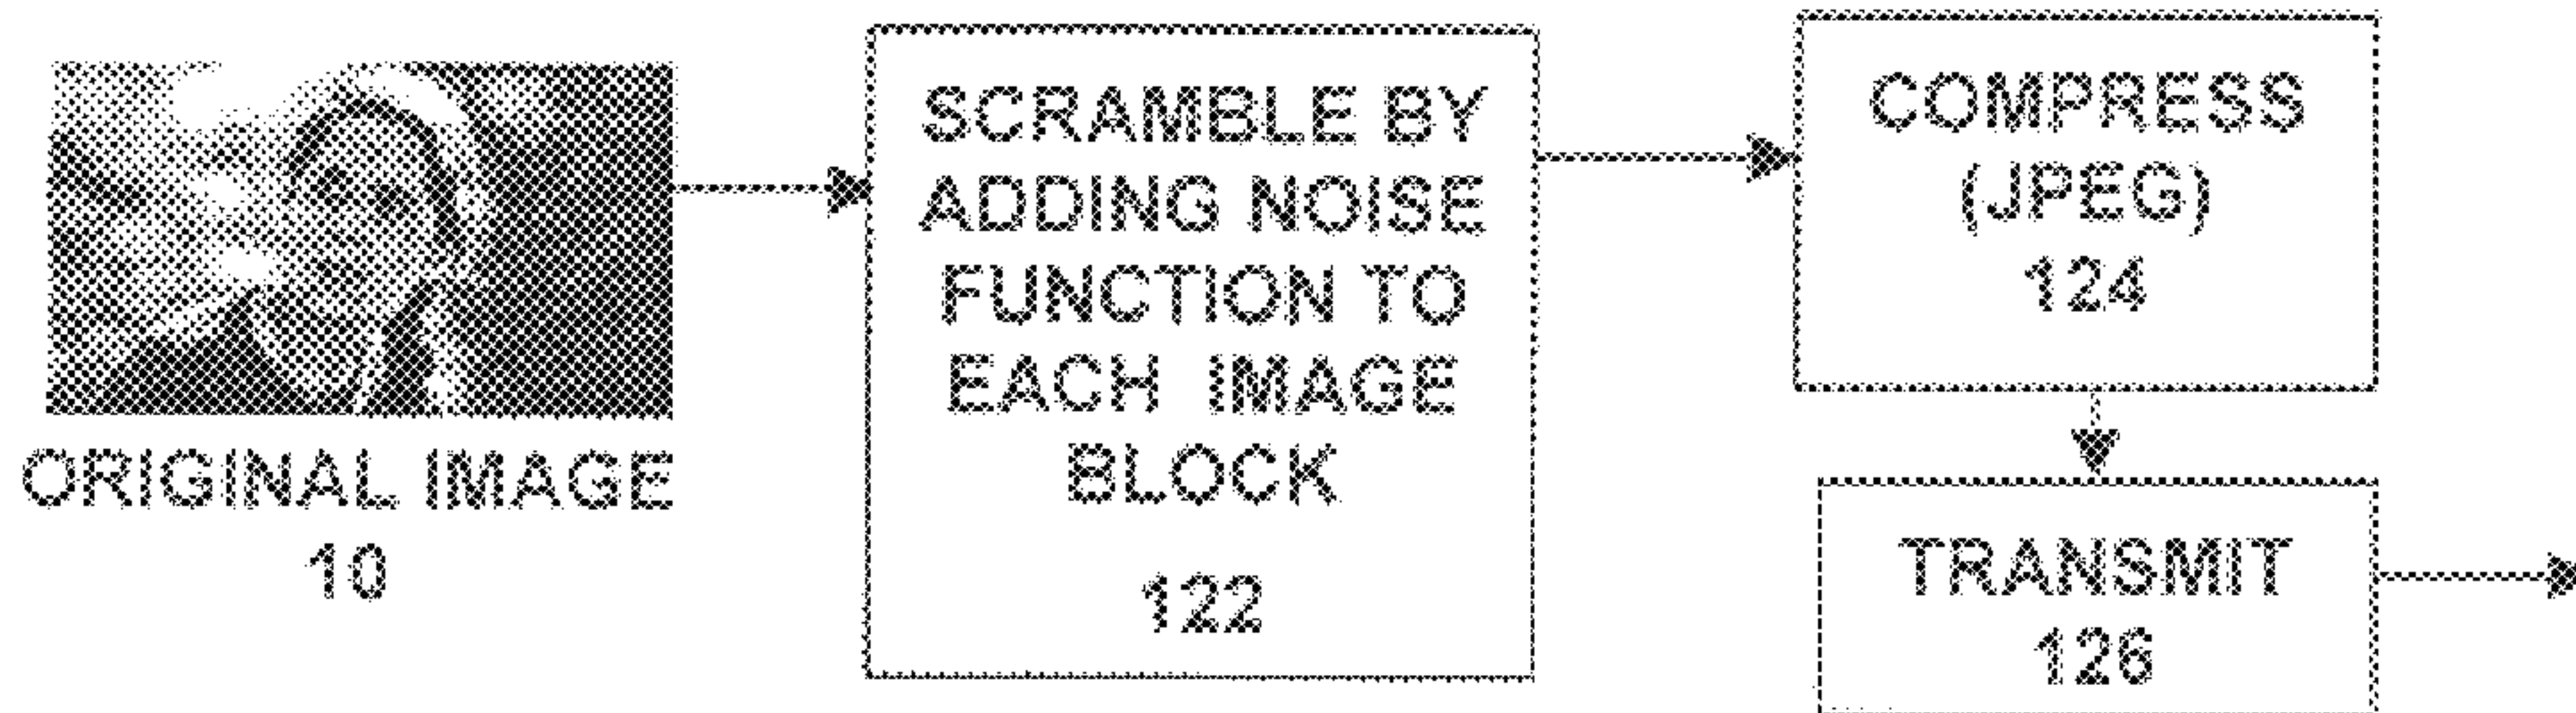 ORIGINAL IMAGE
10
SCRAMBLE BY
ADDING NOISE
FUNCTION TO
EACH IMAGE
BLOCK
122
COMPRESS
(JPEG)
124
TRANSMIT
126